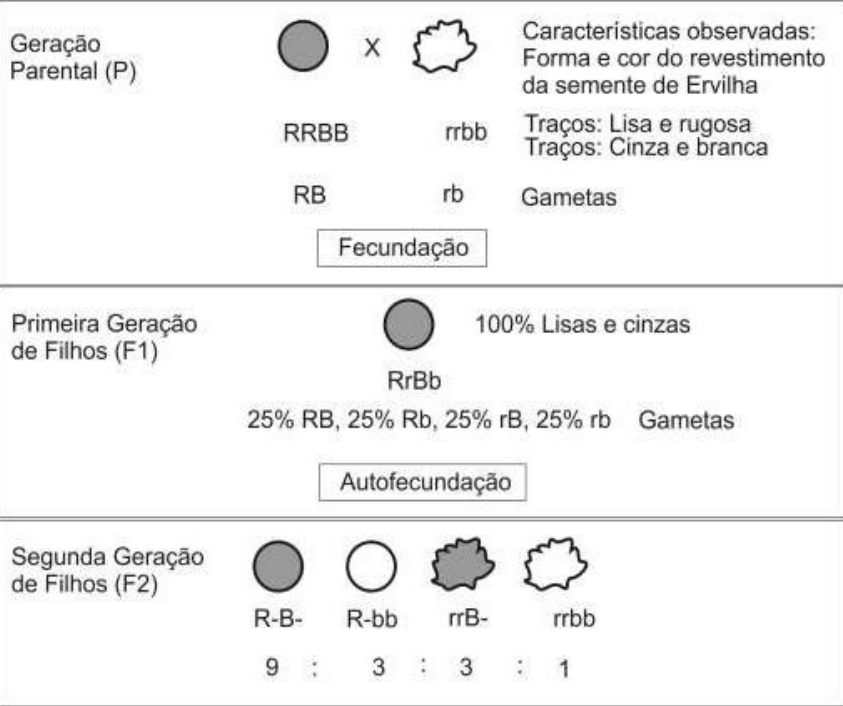 Geração
Parental (P)
X
Características observadas:
Forma e cor do revestimento
da semente de Ervilha
RRBB
rrbb
Traços: Lisa e rugosa
Traços: Cinza e branca
RB
rb
Gametas
Fecundação
Primeira Geração
de Filhos (F1)
100% Lisas e cinzas
RrBb
25% RB, 25% Rb, 25% rB, 25% rb Gametas
Autofecundação
Segunda Geração
de Filhos (F2)
R-B- R-bb rrB- rrbb
9 : 3 : 3 : 1